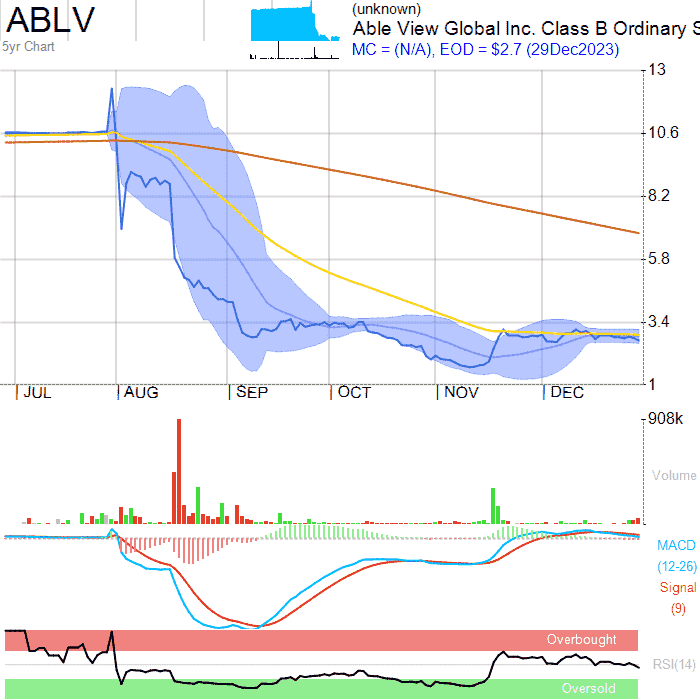 ABLV
5yr Chart
(unknown)
Able View Global Inc. Class B Ordinary S
MC = (N/A), EOD = $2.7 (29Dec2023)
13
10.6
8.2
5.8
3.4
1
JUL AUG SEP OCT NOV DEC
908k
Volume
MACD
(12-26)
Signal
(9)
Overbought
RSI(14)
Oversold